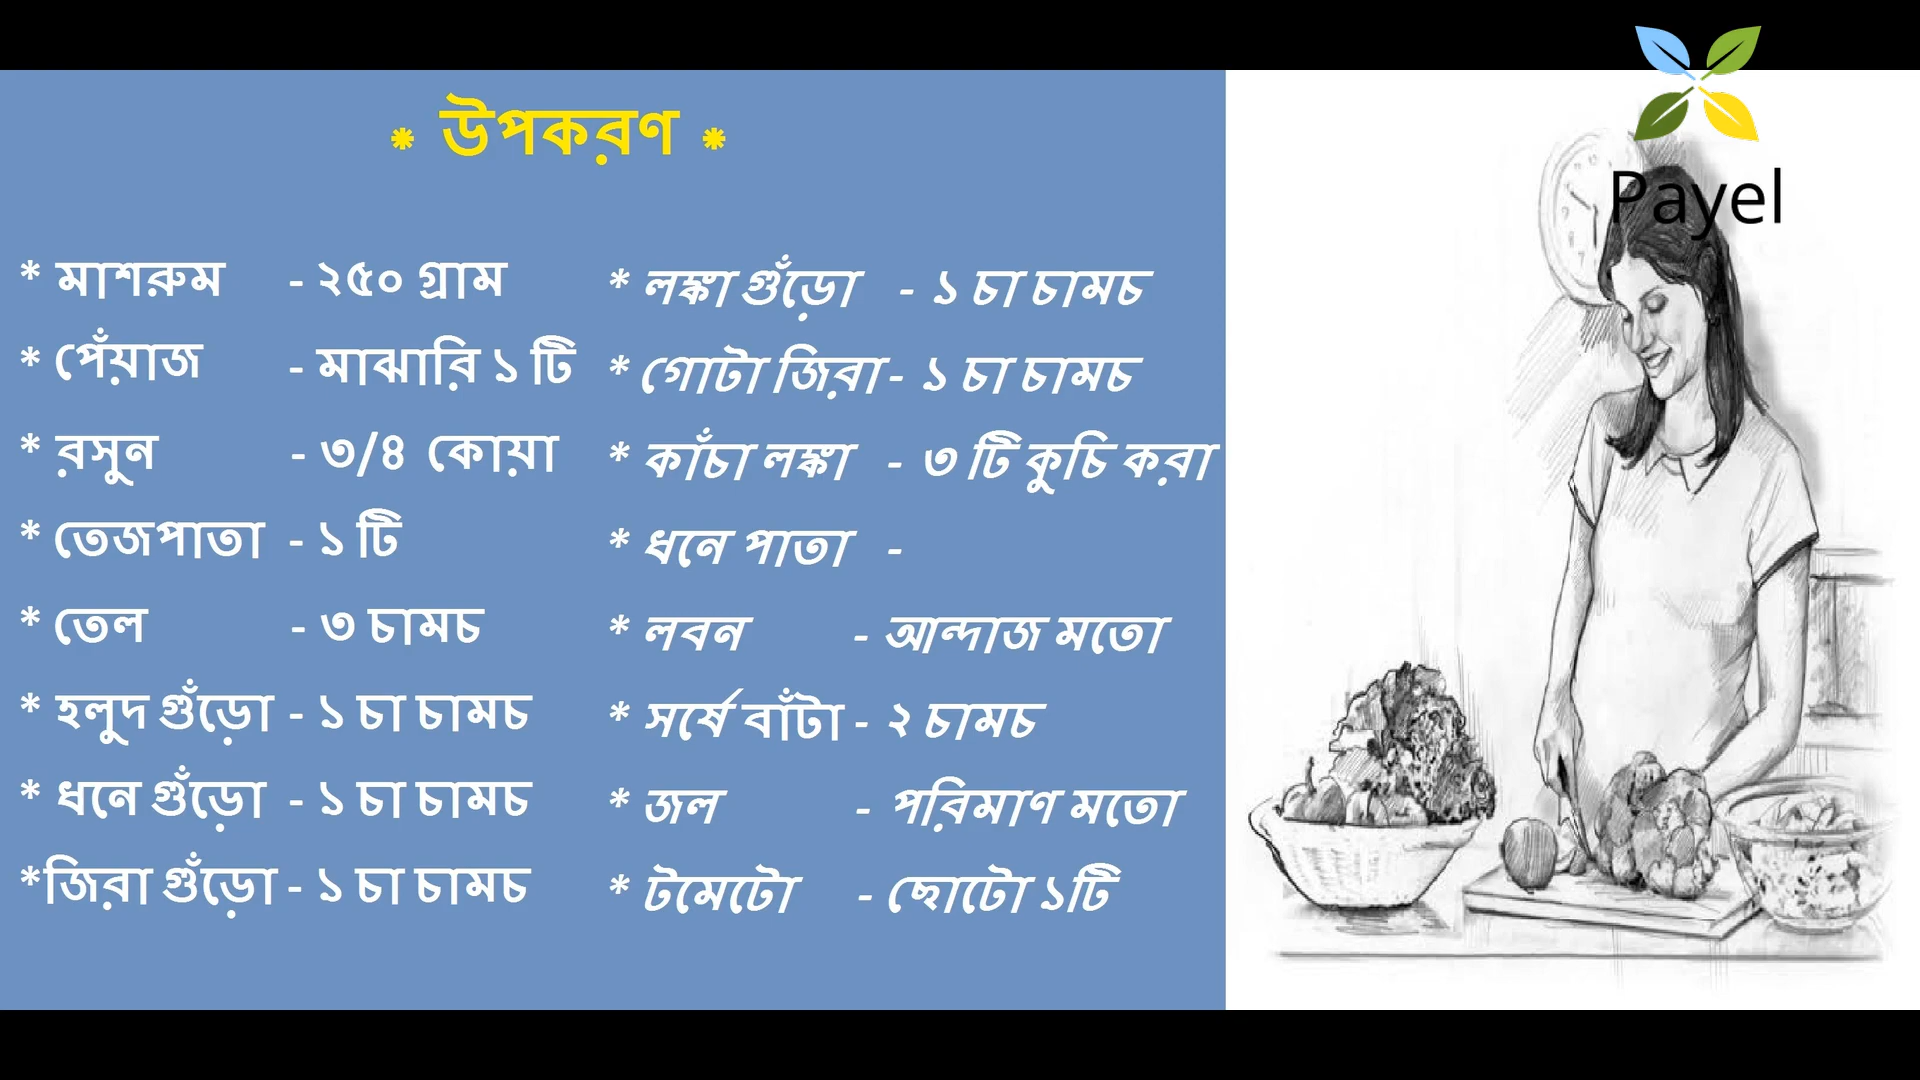 * উপকরণ *
* মাশরুম - ২৫০ গ্রাম
* পেঁয়াজ - মাঝারি ১ টি
* রসুন - ৩/৪ কোয়া
* তেজপাতা - ১ টি
* তেল - ৩ চামচ
* হলুদ গুঁড়ো - ১ চা চামচ
* ধনে গুঁড়ো - ১ চা চামচ
*জিরা গুঁড়ো - ১ চা চামচ
* লঙ্কা গুঁড়ো - ১ চা চামচ
* গোটা জিরা - ১ চা চামচ
* কাঁচা লঙ্কা - ৩ টি কুচি করা
* ধনে পাতা -
* লবন - আন্দাজ মতো
* সর্ষে বাঁটা - ২ চামচ
* জল - পরিমাণ মতো
* টমেটো - ছোটো ১টি
Payel